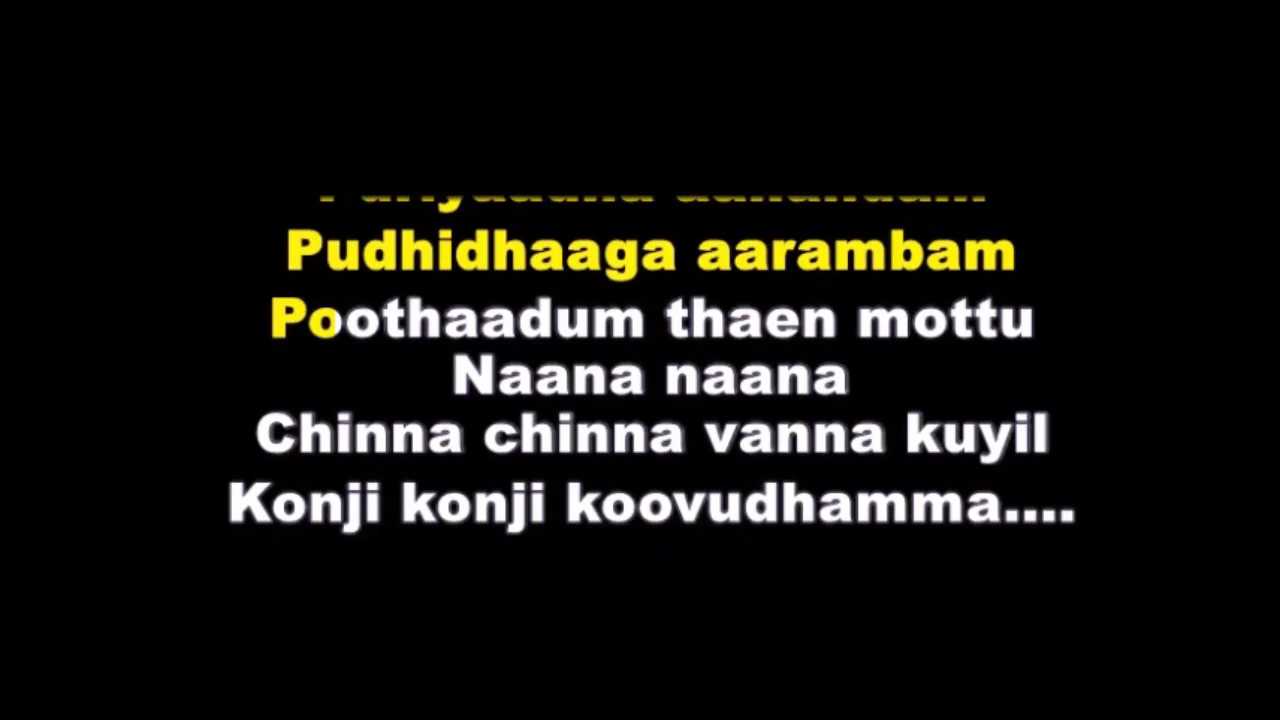 Pudhidhaaga aarambam
Poothaadum thaen mottu
Naana naana
Chinna chinna vanna kuyil
Konji konji koovudhamma....